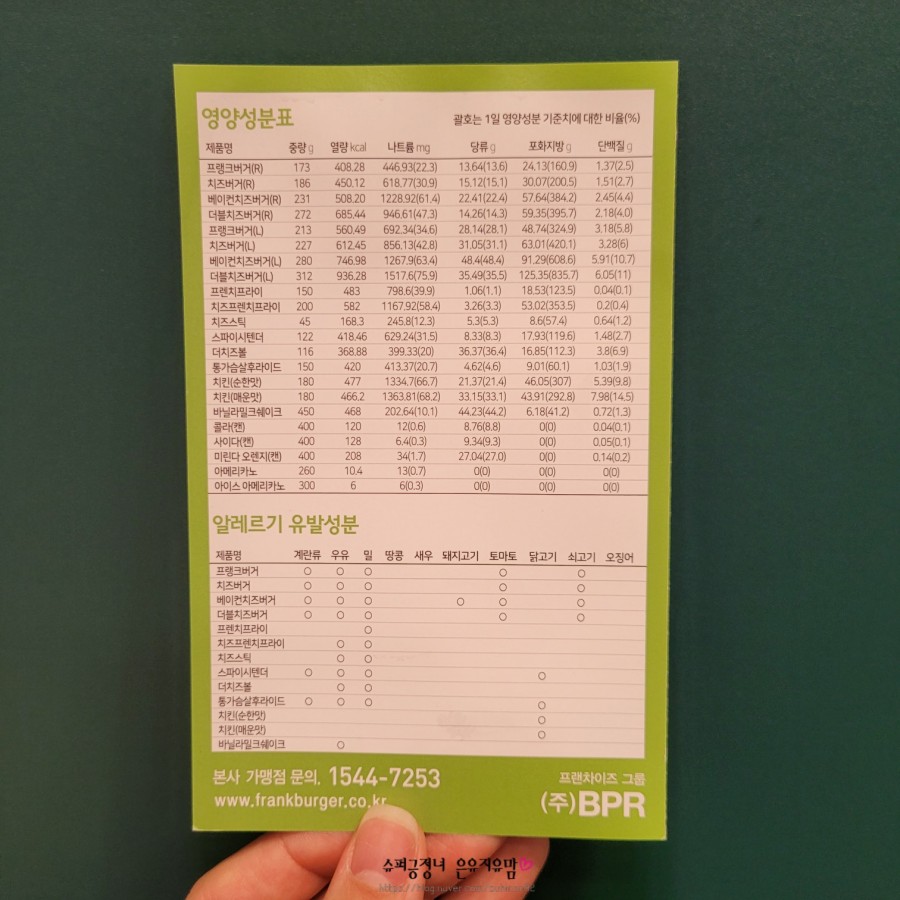 영양성분표
괄호는 1일 영양성분 기준치에 대한 비율(%)
제품명 중량 g 열량 kcal 나트륨 mg 당류 g 포화지방 g 단백질 g
프랭크버거(R) 173 408.28 446.93(22.3) 13.64(13.6) 24.13(160.9) 1.37(2.5)
치즈버거(R) 186 450.12 618.77(30.9) 15.12(15.1) 30.07(200.5) 1.51(2.7)
베이컨치즈버거(R) 231 508.20 1228.92(61.4) 22.41(22.4) 57.64(384.2) 2.45(4.4)
더블치즈버거(R) 272 685.44 946.61(47.3) 14.26(14.3) 59.35(395.7) 2.18(4.0)
프랭크버거(L) 213 560.49 692.34(34.6) 28.14(28.1) 48.74(324.9) 3.18(5.8)
치즈버거(L) 227 612.45 856.13(42.8) 31.05(31.1) 63.01(420.1) 3.28(6)
베이컨치즈버거(L) 280 746.98 1267.9(63.4) 48.4(48.4) 91.29(608.6) 5.91(10.7)
더블치즈버거(L) 312 936.28 1517.6(75.9) 35.49(35.5) 125.35(835.7) 6.05(11)
프렌치프라이 150 483 798.6(39.9) 1.06(1.1) 18.53(123.5) 0.04(0.1)
치즈프렌치프라이 200 582 1167.92(58.4) 3.26(3.3) 53.02(353.5) 0.2(0.4)
치즈스틱 45 168.3 245.8(12.3) 5.3(5.3) 8.6(57.4) 0.64(1.2)
스파이시텐더 122 418.46 629.24(31.5) 8.33(8.3) 17.93(119.6) 1.48(2.7)
더치즈볼 116 368.88 399.33(20) 36.37(36.4) 16.85(112.3) 3.8(6.9)
통가슴살후라이드 150 420 413.37(20.7) 4.62(4.6) 9.01(60.1) 1.03(1.9)
치킨(순한맛) 180 477 1334.7(66.7) 21.37(21.4) 46.05(307) 5.39(9.8)
치킨(매운맛) 180 466.2 1363.81(68.2) 33.15(33.1) 43.91(292.8) 7.98(14.5)
바닐라밀크쉐이크 450 468 202.64(10.1) 44.23(44.2) 6.18(41.2) 0.72(1.3)
콜라(캔) 400 120 12(0.6) 8.76(8.8) 0(0) 0.04(0.1)
사이다(캔) 400 128 6.4(0.3) 9.34(9.3) 0(0) 0.05(0.1)
미린다 오렌지(캔) 400 208 34(1.7) 27.04(27.0) 0(0) 0.14(0.2)
아메리카노 260 10.4 13(0.7) 0(0) 0(0) 0(0)
아이스 아메리카노 300 6 6(0.3) 0(0) 0(0) 0(0)
알레르기 유발성분
제품명 계란류 우유 밀 땅콩 새우 돼지고기 토마토 닭고기 쇠고기 오징어
프랭크버거 ○ ○ ○ ○ ○
치즈버거 ○ ○ ○ ○ ○
베이컨치즈버거 ○ ○ ○ ○ ○ ○
더블치즈버거 ○ ○ ○ ○ ○
프렌치프라이 ○
치즈프렌치프라이 ○ ○
치즈스틱 ○ ○
스파이시텐더 ○ ○ ○ ○
더치즈볼 ○ ○
통가슴살후라이드 ○ ○ ○ ○
치킨(순한맛) ○
치킨(매운맛) ○
바닐라밀크쉐이크 ○
본사 가맹점 문의. 1544-7253
www.frankburger.co.kr
프랜차이즈 그룹
(주)BPR
슈퍼긍정녀 은유지유맘